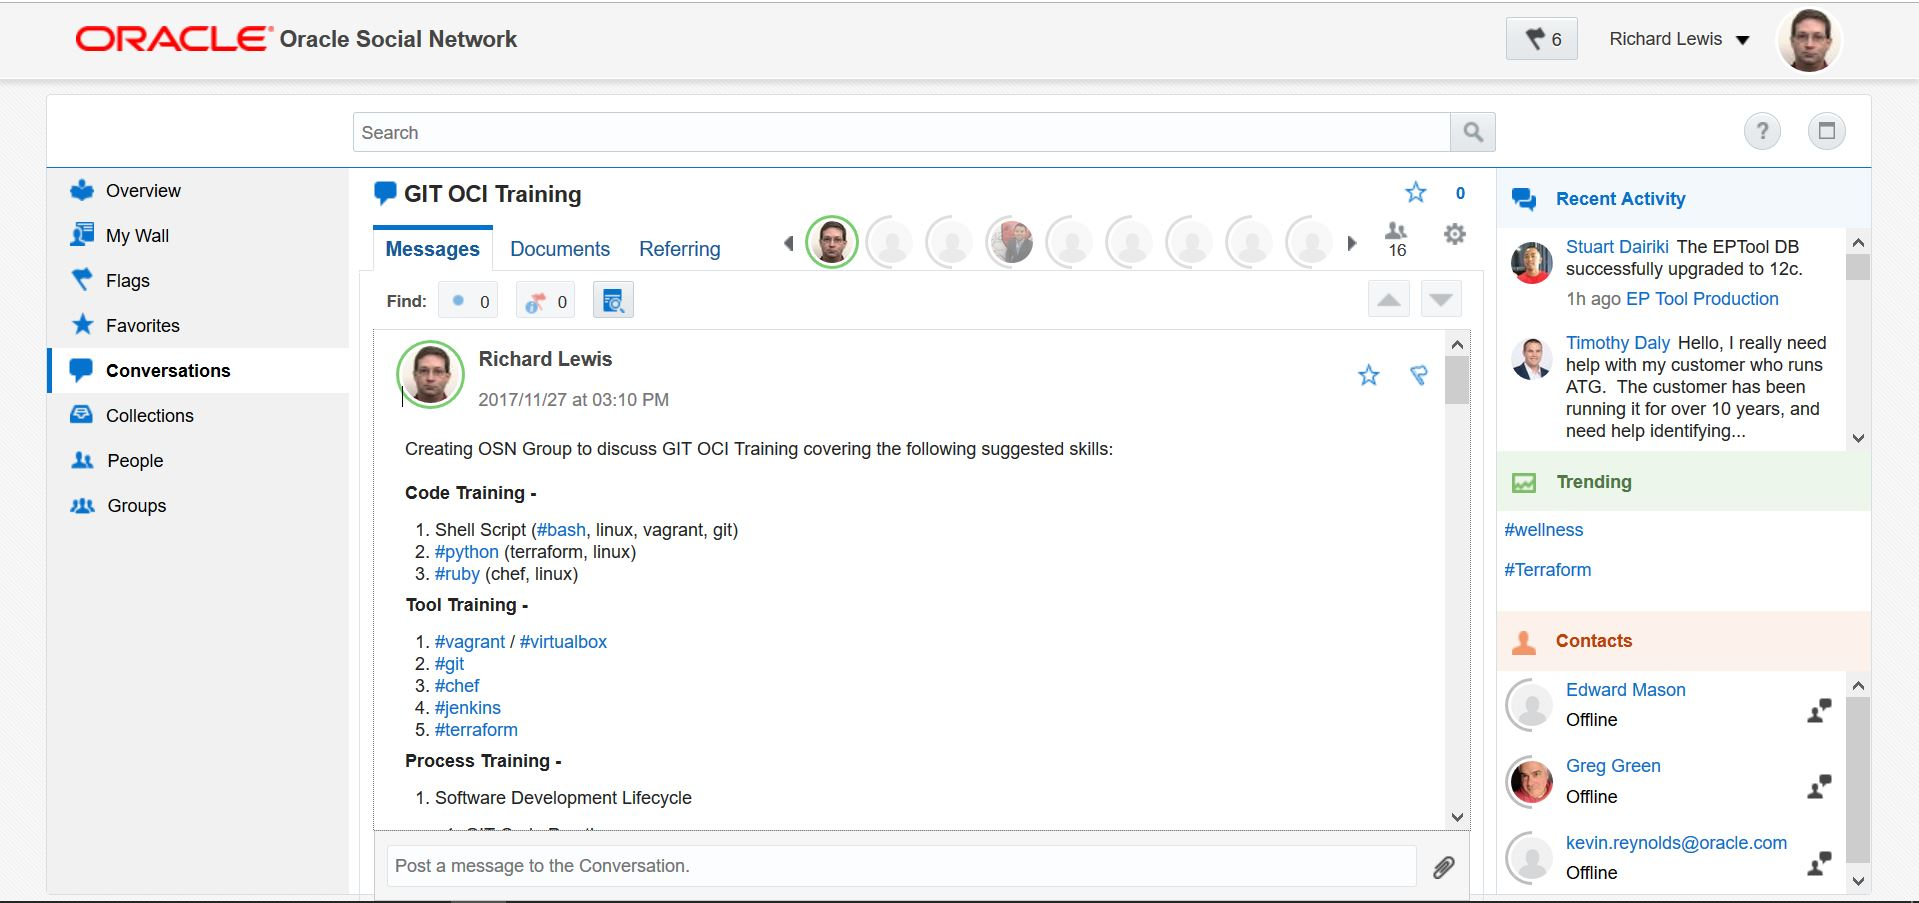 ORACLE Oracle Social Network
6
Richard Lewis
Search
?
Overview
My Wall
Flags
Favorites
Conversations
Collections
People
Groups
GIT OCI Training
0
Messages
Documents
Referring
16
Find:
0
0
Richard Lewis
2017/11/27 at 03:10 PM
Creating OSN Group to discuss GIT OCI Training covering the following suggested skills:
Code Training -
1. Shell Script (#bash, linux, vagrant, git)
2. #python (terraform, linux)
3. #ruby (chef, linux)
Tool Training -
1. #vagrant / #virtualbox
2. #git
3. #chef
4. #jenkins
5. #terraform
Process Training -
1. Software Development Lifecycle
Post a message to the Conversation.
Recent Activity
Stuart Dairiki The EPTool DB
successfully upgraded to 12c.
1h ago EP Tool Production
Timothy Daly Hello, I really need
help with my customer who runs
ATG. The customer has been
running it for over 10 years, and
need help identifying...
Trending
#wellness
#Terraform
Contacts
Edward Mason
Offline
Greg Green
Offline
kevin.reynolds@oracle.com
Offline